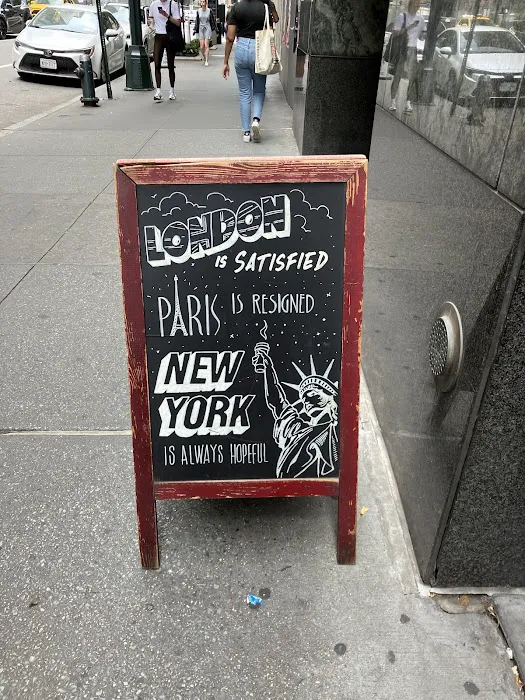 LONDON
IS SATISFIED
PARIS IS RESIGNED
NEW
YORK
IS ALWAYS HOPEFUL